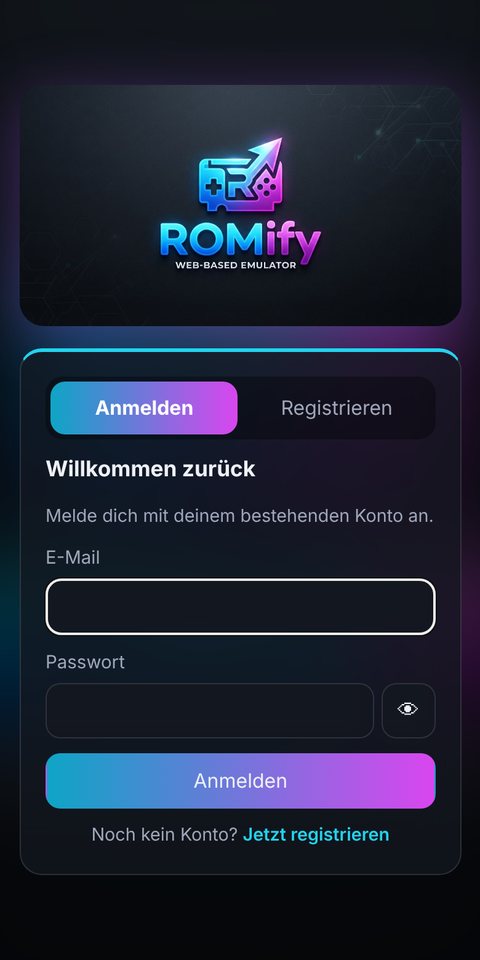 ROMify
WEB-BASED EMULATOR
Anmelden
Registrieren
Willkommen zurück
Melde dich mit deinem bestehenden Konto an.
E-Mail
Passwort
Anmelden
Noch kein Konto? Jetzt registrieren